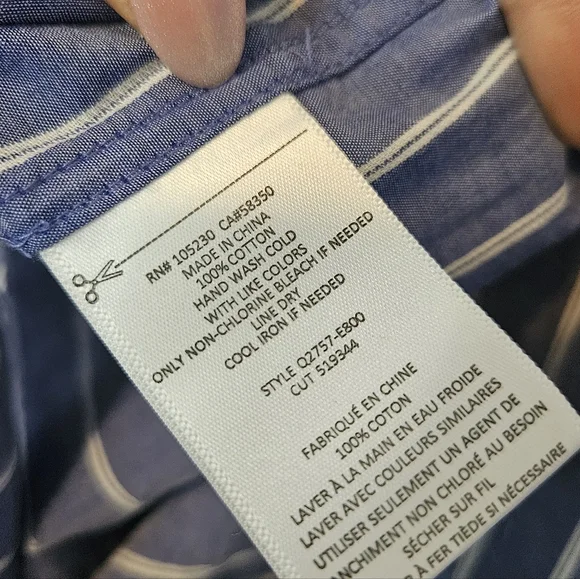 RN# 105230 CA#58350
MADE IN CHINA
100% COTTON
HAND WASH COLD
WITH LIKE COLORS
ONLY NON-CHLORINE BLEACH IF NEEDED
LINE DRY
COOL IRON IF NEEDED
STYLE Q2757-E800
CUT 519344
FABRIQUÉ EN CHINE
100% COTON
LAVER À LA MAIN EN EAU FROIDE
LAVER AVEC COULEURS SIMILAIRES
UTILISER SEULEMENT UN AGENT DE
ANCHIMENT NON CHLORÉ AU BESOIN
SÉCHER SUR FIL
À FER TIÈDE SI NÉCESSAIRE